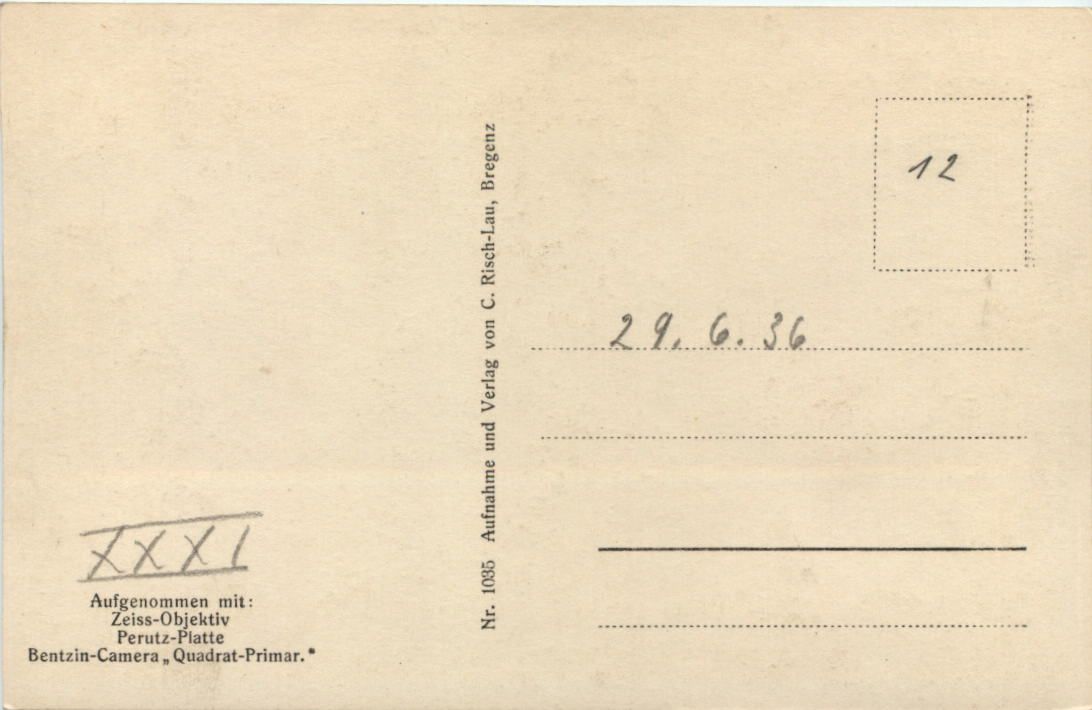 XXXI
Aufgenommen mit:
Zeiss-Objektiv
Perutz-Platte
Bentzin-Camera „Quadrat-Primar.“
Nr. 1035 Aufnahme und Verlag von C. Risch-Lau, Bregenz
12
29. 6. 36